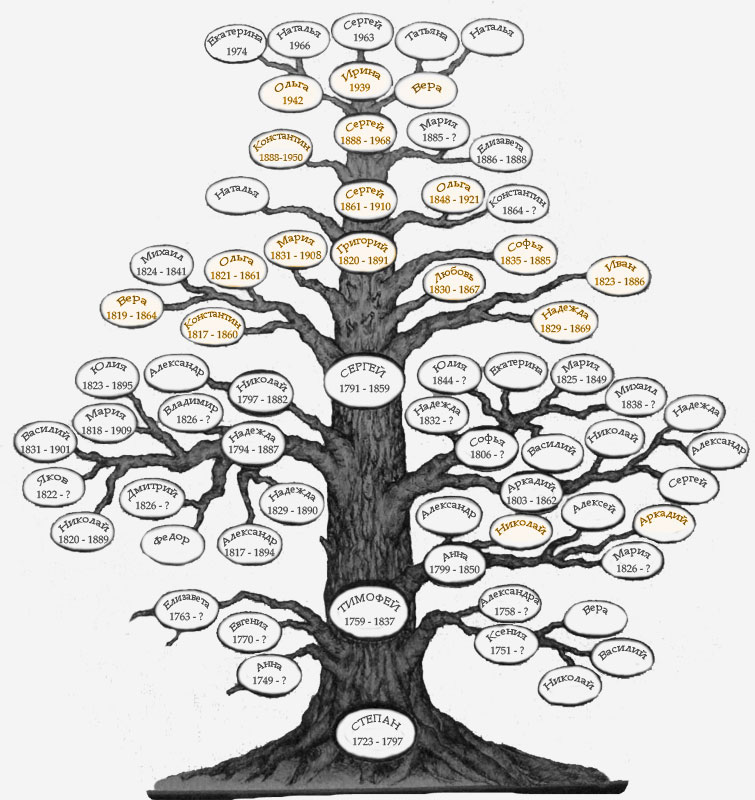 Екатерина
1974
Наталья
1966
Сергей
1963
Татьяна
Наталья
Ольга
1942
Ирина
1939
Вера
Константин
1888-1950
Сергей
1888 - 1968
Мария
1885 - ?
Елизавета
1886 - 1888
Наталья
Сергей
1861 - 1910
Ольга
1848 - 1921
Константин
1864 - ?
Михаил
1824 - 1841
Ольга
1821 - 1861
Мария
1831 - 1908
Григорий
1820 - 1891
Софья
1835 - 1885
Любовь
1830 - 1867
Иван
1823 - 1886
Вера
1819 - 1864
Константин
1817 - 1860
Надежда
1829 - 1869
СЕРГЕЙ
1791 - 1859
Юлия
1823 - 1895
Александр
Николай
1797 - 1882
Мария
1818 - 1909
Владимир
1826 - ?
Василий
1831 - 1901
Надежда
1794 - 1887
Яков
1822 - ?
Дмитрий
1826 - ?
Надежда
1829 - 1890
Николай
1820 - 1889
Федор
Александр
1817 - 1894
Юлия
1844 - ?
Екатерина
Мария
1825 - 1849
Михаил
1838 - ?
Надежда
1832 - ?
Надежда
Софья
1806 - ?
Василий
Николай
Александр
Аркадий
1803 - 1862
Сергей
Александр
Николай
Алексей
Аркадий
Анна
1799 - 1850
Мария
1826 - ?
ТИМОФЕЙ
1759 - 1837
Елизавета
1763 - ?
Евгения
1770 - ?
Анна
1749 - ?
Александра
1758 - ?
Ксения
1751 - ?
Вера
Василий
Николай
СТЕПАН
1723 - 1797